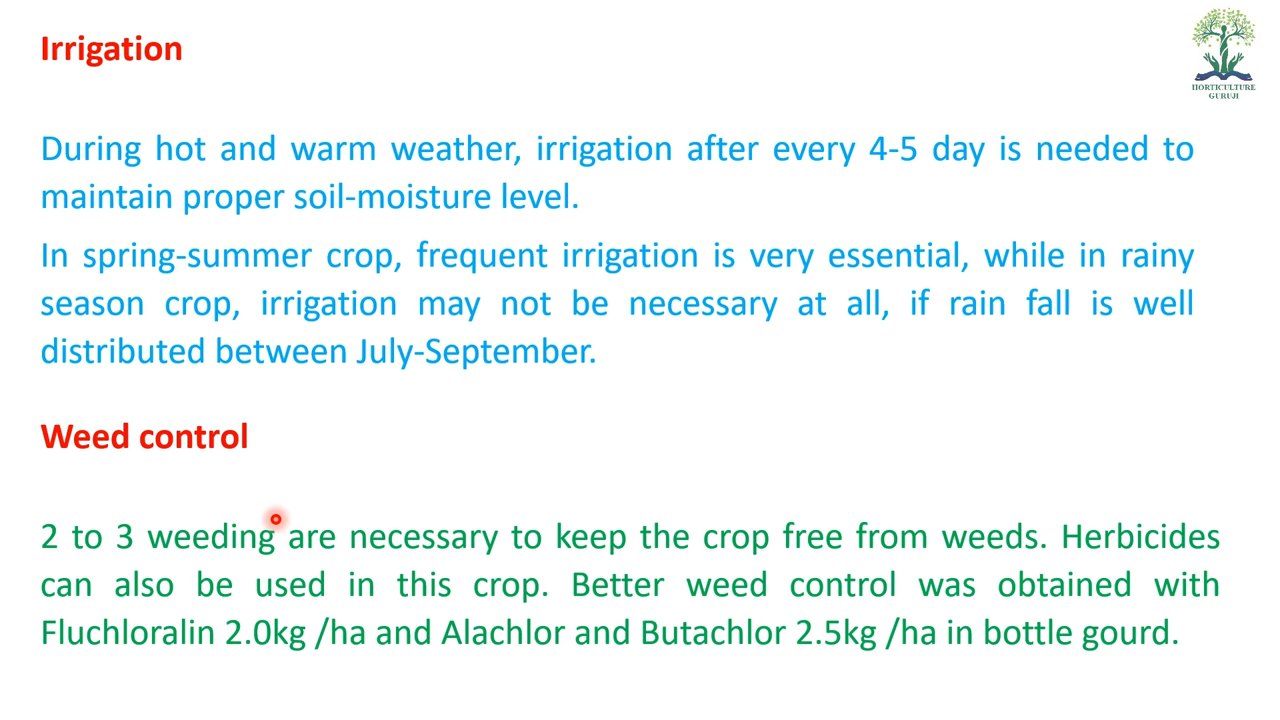 Irrigation
HORTICULTURE
GURUJI
During hot and warm weather, irrigation after every 4-5 day is needed to
maintain proper soil-moisture level.
In spring-summer crop, frequent irrigation is very essential, while in rainy
season crop, irrigation may not be necessary at all, if rain fall is well
distributed between July-September.
Weed control
2 to 3 weeding are necessary to keep the crop free from weeds. Herbicides
can also be used in this crop. Better weed control was obtained with
Fluchloralin 2.0kg /ha and Alachlor and Butachlor 2.5kg /ha in bottle gourd.